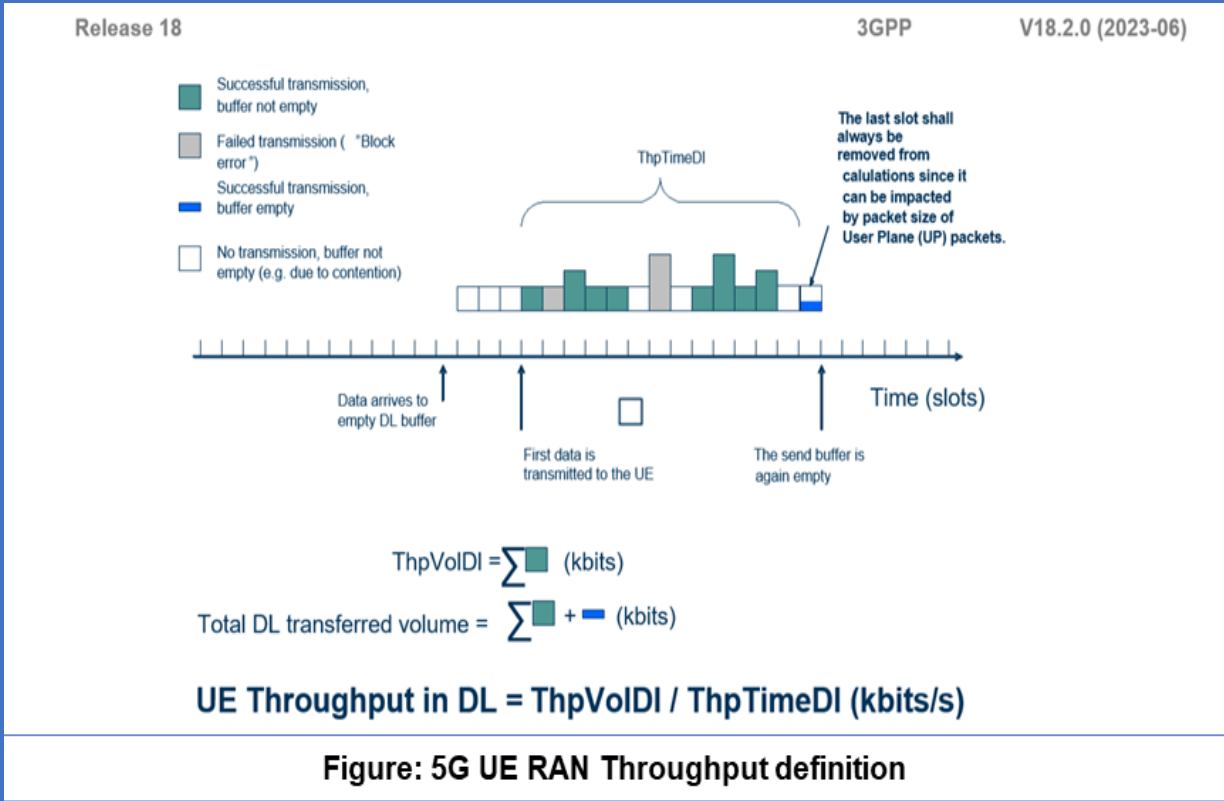 Release 18 3GPP V18.2.0 (2023-06)
Successful transmission,
buffer not empty
Failed transmission ( "Block
error")
Successful transmission,
buffer empty
No transmission, buffer not
empty (e.g. due to contention)
ThpTimeDl
The last slot shall
always be
removed from
calulations since it
can be impacted
by packet size of
User Plane (UP) packets.
Data arrives to
empty DL buffer
First data is
transmitted to the UE
The send buffer is
again empty
Time (slots)
ThpVolDl = ∑ (kbits)
Total DL transferred volume = ∑ + (kbits)
UE Throughput in DL = ThpVolDl / ThpTimeDl (kbits/s)
Figure: 5G UE RAN Throughput definition